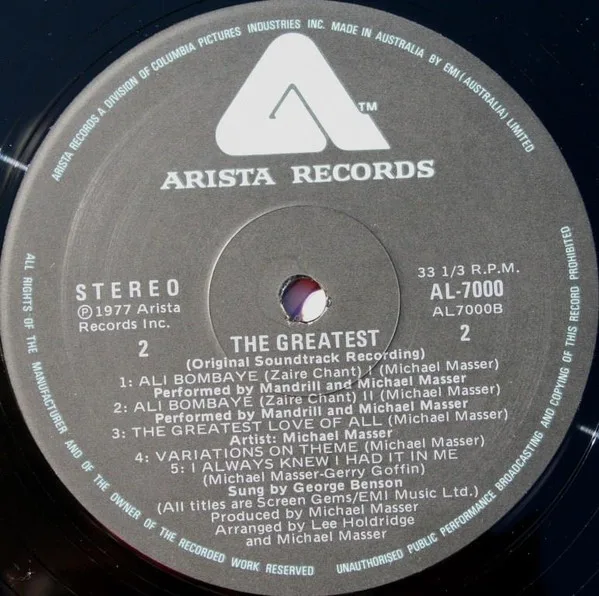 ARISTA RECORDS A DIVISION OF COLUMBIA PICTURES INDUSTRIES INC. MADE IN AUSTRALIA BY EMI (AUSTRALIA) LIMITED
TM
ARISTA RECORDS
STEREO
Ⓟ 1977 Arista
Records Inc.
2
33 1/3 R.P.M.
AL-7000
AL7000B
2
THE GREATEST
(Original Soundtrack Recording)
1: ALI BOMBAYE (Zaire Chant) I (Michael Masser)
Performed by Mandrill and Michael Masser
2: ALI BOMBAYE (Zaire Chant) II (Michael Masser)
Performed by Mandrill and Michael Masser
3: THE GREATEST LOVE OF ALL (Michael Masser)
Artist: Michael Masser
4: VARIATIONS ON THEME (Michael Masser)
5: I ALWAYS KNEW I HAD IT IN ME
(Michael Masser-Gerry Goffin)
Sung by George Benson
(All titles are Screen Gems/EMI Music Ltd.)
Produced by Michael Masser
Arranged by Lee Holdridge
and Michael Masser
ALL RIGHTS OF THE MANUFACTURER AND OF THE OWNER OF THE RECORDED WORK RESERVED
UNAUTHORISED PUBLIC PERFORMANCE BROADCASTING AND COPYING OF THIS RECORD PROHIBITED